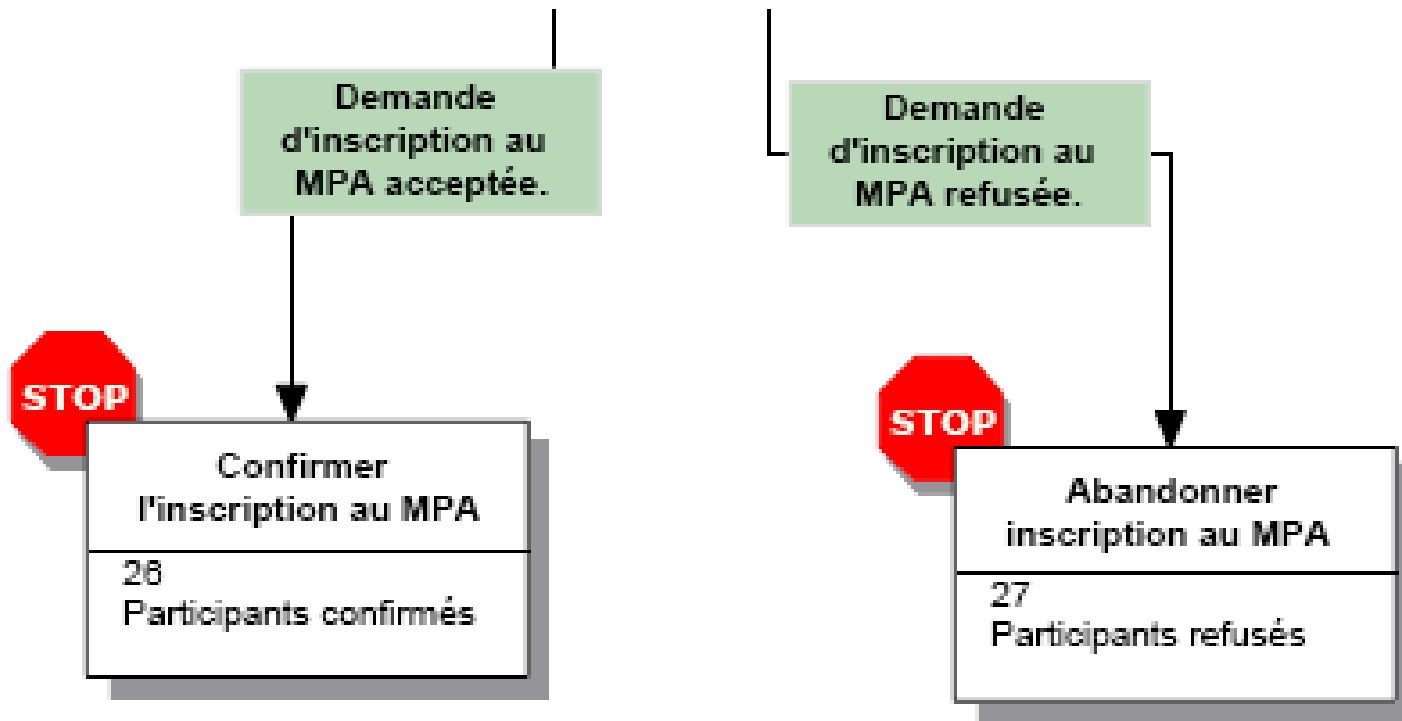 Demande
d'inscription au
MPA acceptée.
Demande
d'inscription au
MPA refusée.
STOP
Confirmer
l'inscription au MPA
26
Participants confirmés
STOP
Abandonner
inscription au MPA
27
Participants refusés